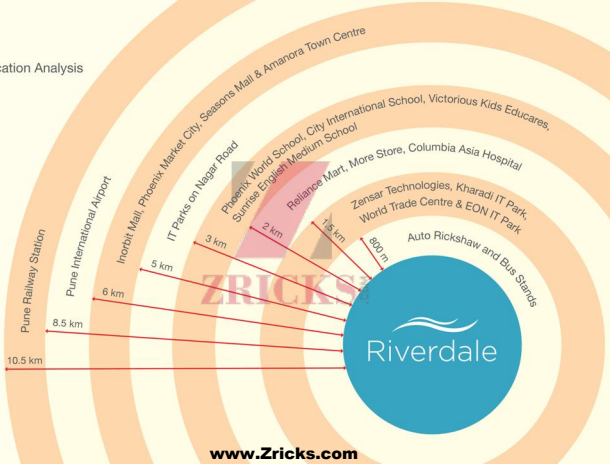 cation Analysis
Inorbit Mall, Phoenix Market City, Seasons Mall & Amanora Town Centre
Phoenix World School, City International School, Victorious Kids Educares,
Sunrise English Medium School
IT Parks on Nagar Road
Reliance Mart, More Store, Columbia Asia Hospital
Zensar Technologies, Kharadi IT Park,
World Trade Centre & EON IT Park
Auto Rickshaw and Bus Stands
Pune International Airport
Pune Railway Station
800 m
1.5 km
2 km
3 km
5 km
6 km
8.5 km
10.5 km
ZRICKS
Riverdale
www.Zricks.com